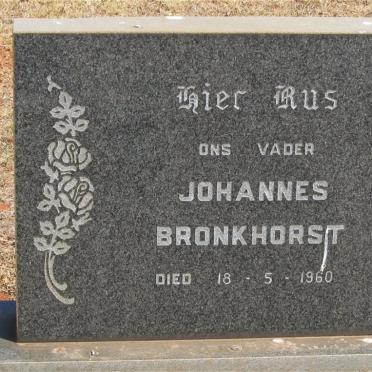 Hier Rus
ONS VADER
JOHANNES
BRONKHORST
DIED 18 - 5 - 1960